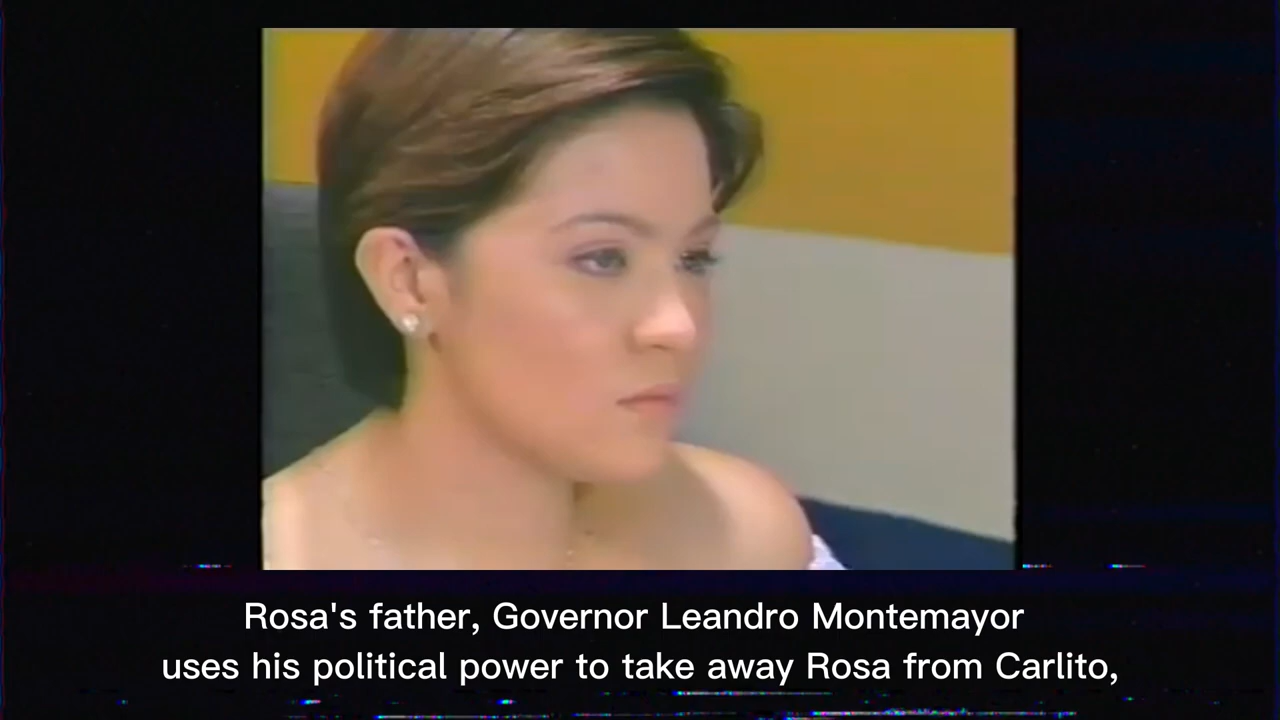 Rosa's father, Governor Leandro Montemayor
uses his political power to take away Rosa from Carlito,